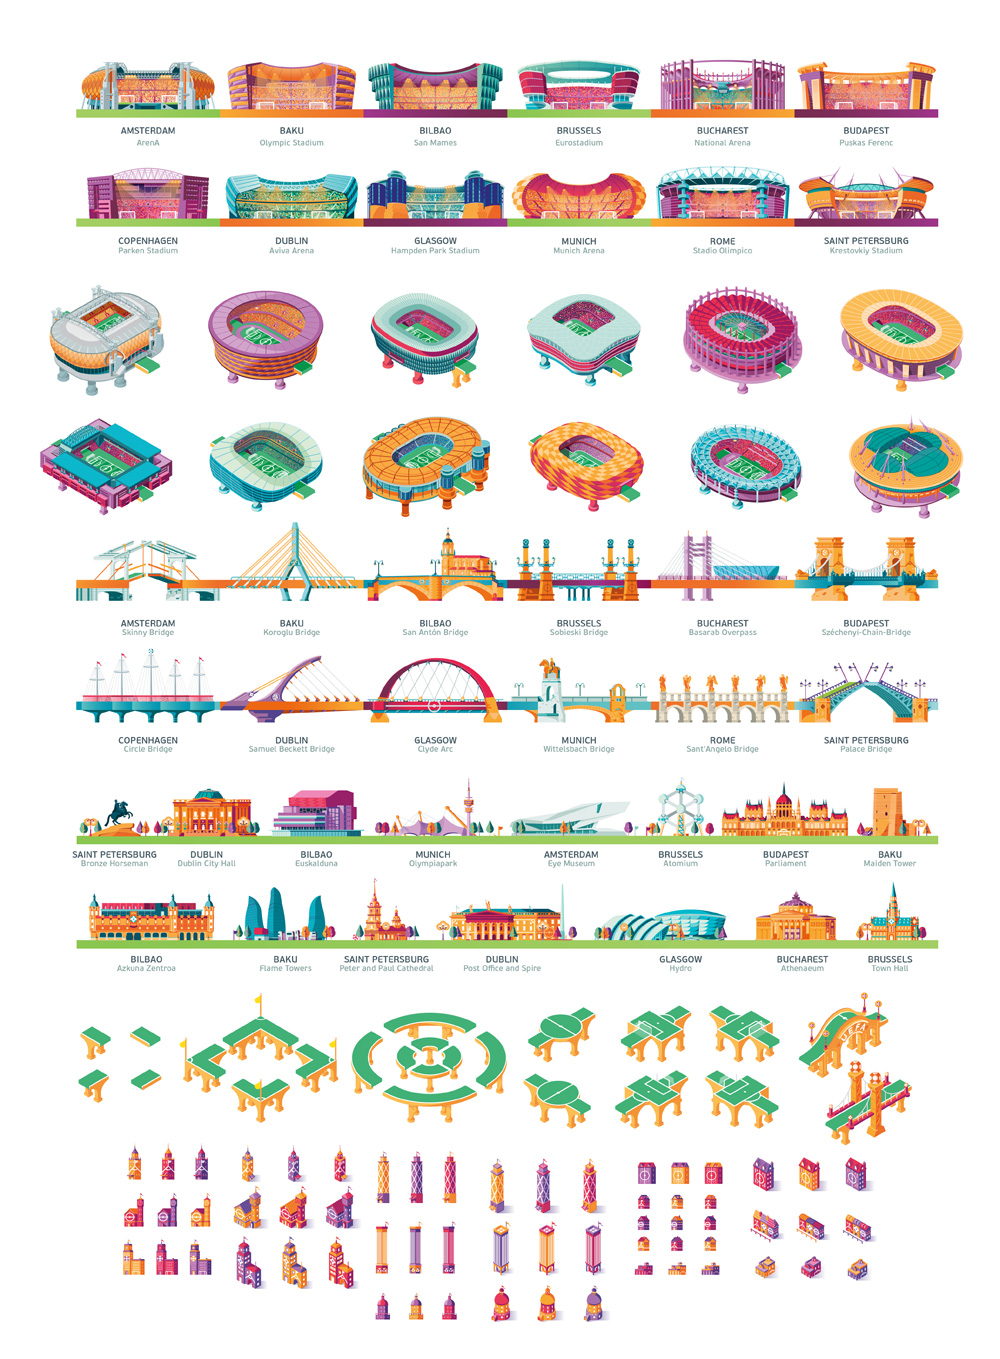 AMSTERDAM
ArenA
BAKU
Olympic Stadium
BILBAO
San Mames
BRUSSELS
Eurostadium
BUCHAREST
National Arena
BUDAPEST
Puskas Ferenc
COPENHAGEN
Parken Stadium
DUBLIN
Aviva Arena
GLASGOW
Hampden Park Stadium
MUNICH
Munich Arena
ROME
Stadio Olimpico
SAINT PETERSBURG
Krestovkiy Stadium
AMSTERDAM
Skinny Bridge
BAKU
Koroglu Bridge
BILBAO
San Antón Bridge
BRUSSELS
Sobieski Bridge
BUCHAREST
Basarab Overpass
BUDAPEST
Széchenyi-Chain-Bridge
COPENHAGEN
Circle Bridge
DUBLIN
Samuel Beckett Bridge
GLASGOW
Clyde Arc
MUNICH
Wittelsbach Bridge
ROME
Sant'Angelo Bridge
SAINT PETERSBURG
Palace Bridge
SAINT PETERSBURG
Bronze Horseman
DUBLIN
Dublin City Hall
BILBAO
Euskalduna
MUNICH
Olympiapark
AMSTERDAM
Eye Museum
BRUSSELS
Atomium
BUDAPEST
Parliament
BAKU
Maiden Tower
BILBAO
Azkuna Zentroa
BAKU
Flame Towers
SAINT PETERSBURG
Peter and Paul Cathedral
DUBLIN
Post Office and Spire
GLASGOW
Hydro
BUCHAREST
Athenaeum
BRUSSELS
Town Hall
UEFA